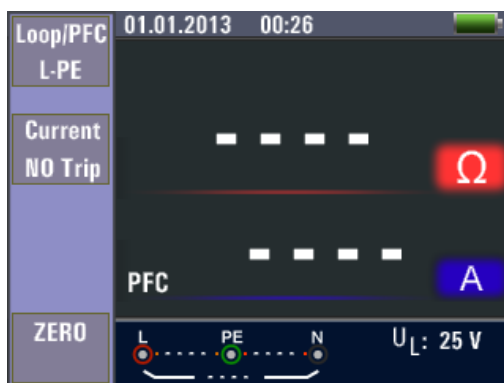 Loop/PFC
L-PE
01.01.2013 00:26
Current
NO Trip
- - - -
Ω
- - - -
PFC
A
ZERO
L PE N
UL: 25 V